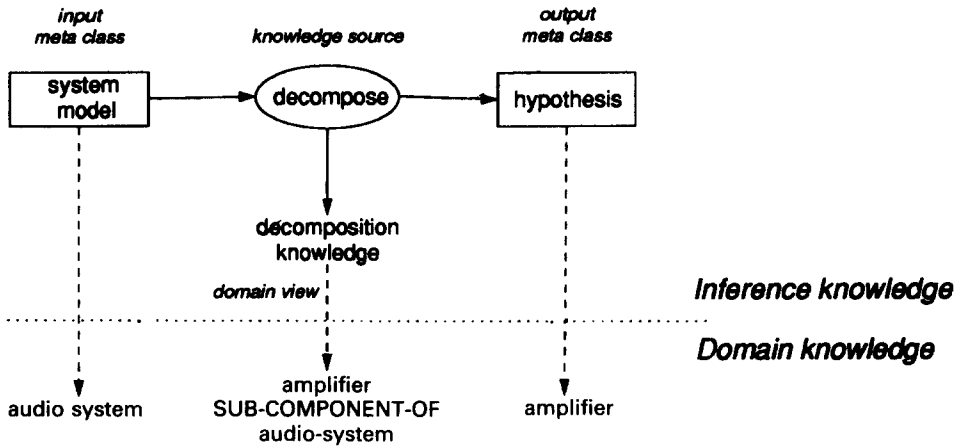 input
meta class
knowledge source
output
meta class
system
model
decompose
hypothesis
decomposition
knowledge
domain view
Inference knowledge
Domain knowledge
audio system
amplifier
SUB-COMPONENT-OF
audio-system
amplifier